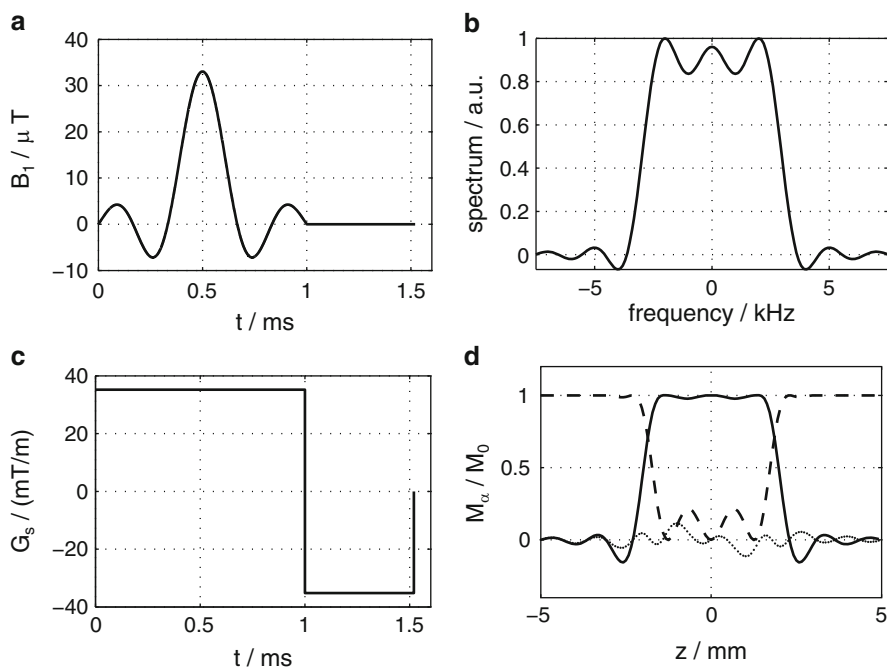 a
40
30
20
10
0
−10
B₁ / μ T
0
0.5
1
1.5
t / ms
b
1
0.8
0.6
0.4
0.2
0
spectrum / a.u.
−5
0
5
frequency / kHz
c
40
20
0
−20
−40
Gₛ / (mT/m)
0
0.5
1
1.5
t / ms
d
1
0.5
0
M_α / M₀
−5
0
5
z / mm